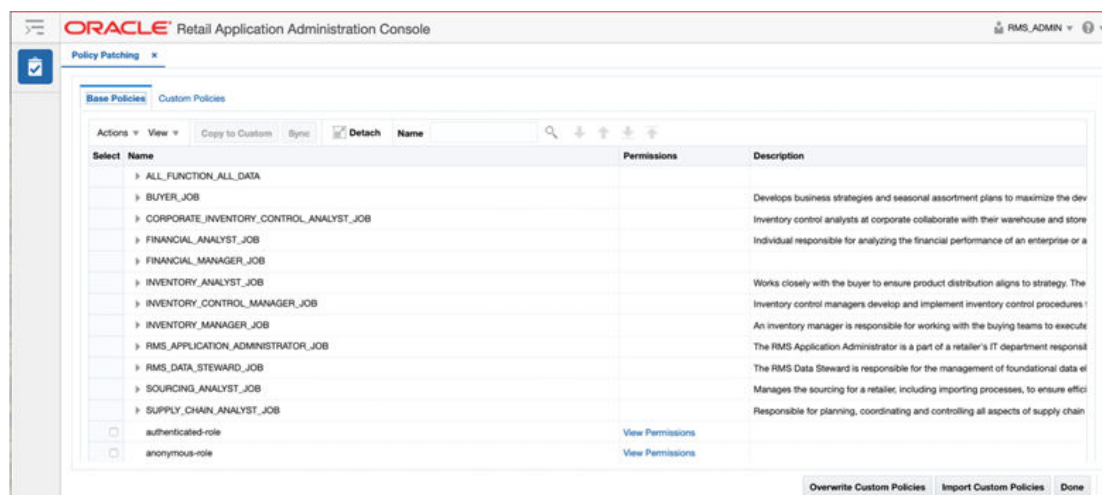 ORACLE® Retail Application Administration Console RMS_ADMIN
Policy Patching ×
Base Policies Custom Policies
Actions View Copy to Custom Sync Detach Name
Select Name Permissions Description
ALL_FUNCTION_ALL_DATA
BUYER_JOB Develops business strategies and seasonal assortment plans to maximize the dev
CORPORATE_INVENTORY_CONTROL_ANALYST_JOB Inventory control analysts at corporate collaborate with their warehouse and store
FINANCIAL_ANALYST_JOB Individual responsible for analyzing the financial performance of an enterprise or a
FINANCIAL_MANAGER_JOB
INVENTORY_ANALYST_JOB Works closely with the buyer to ensure product distribution aligns to strategy. The
INVENTORY_CONTROL_MANAGER_JOB Inventory control managers develop and implement inventory control procedures
INVENTORY_MANAGER_JOB An inventory manager is responsible for working with the buying teams to execute
RMS_APPLICATION_ADMINISTRATOR_JOB The RMS Application Administrator is a part of a retailer's IT department responsi
RMS_DATA_STEWARD_JOB The RMS Data Steward is responsible for the management of foundational data el
SOURCING_ANALYST_JOB Manages the sourcing for a retailer, including importing processes, to ensure effici
SUPPLY_CHAIN_ANALYST_JOB Responsible for planning, coordinating and controlling all aspects of supply chain
authenticated-role View Permissions
anonymous-role View Permissions
Overwrite Custom Policies Import Custom Policies Done